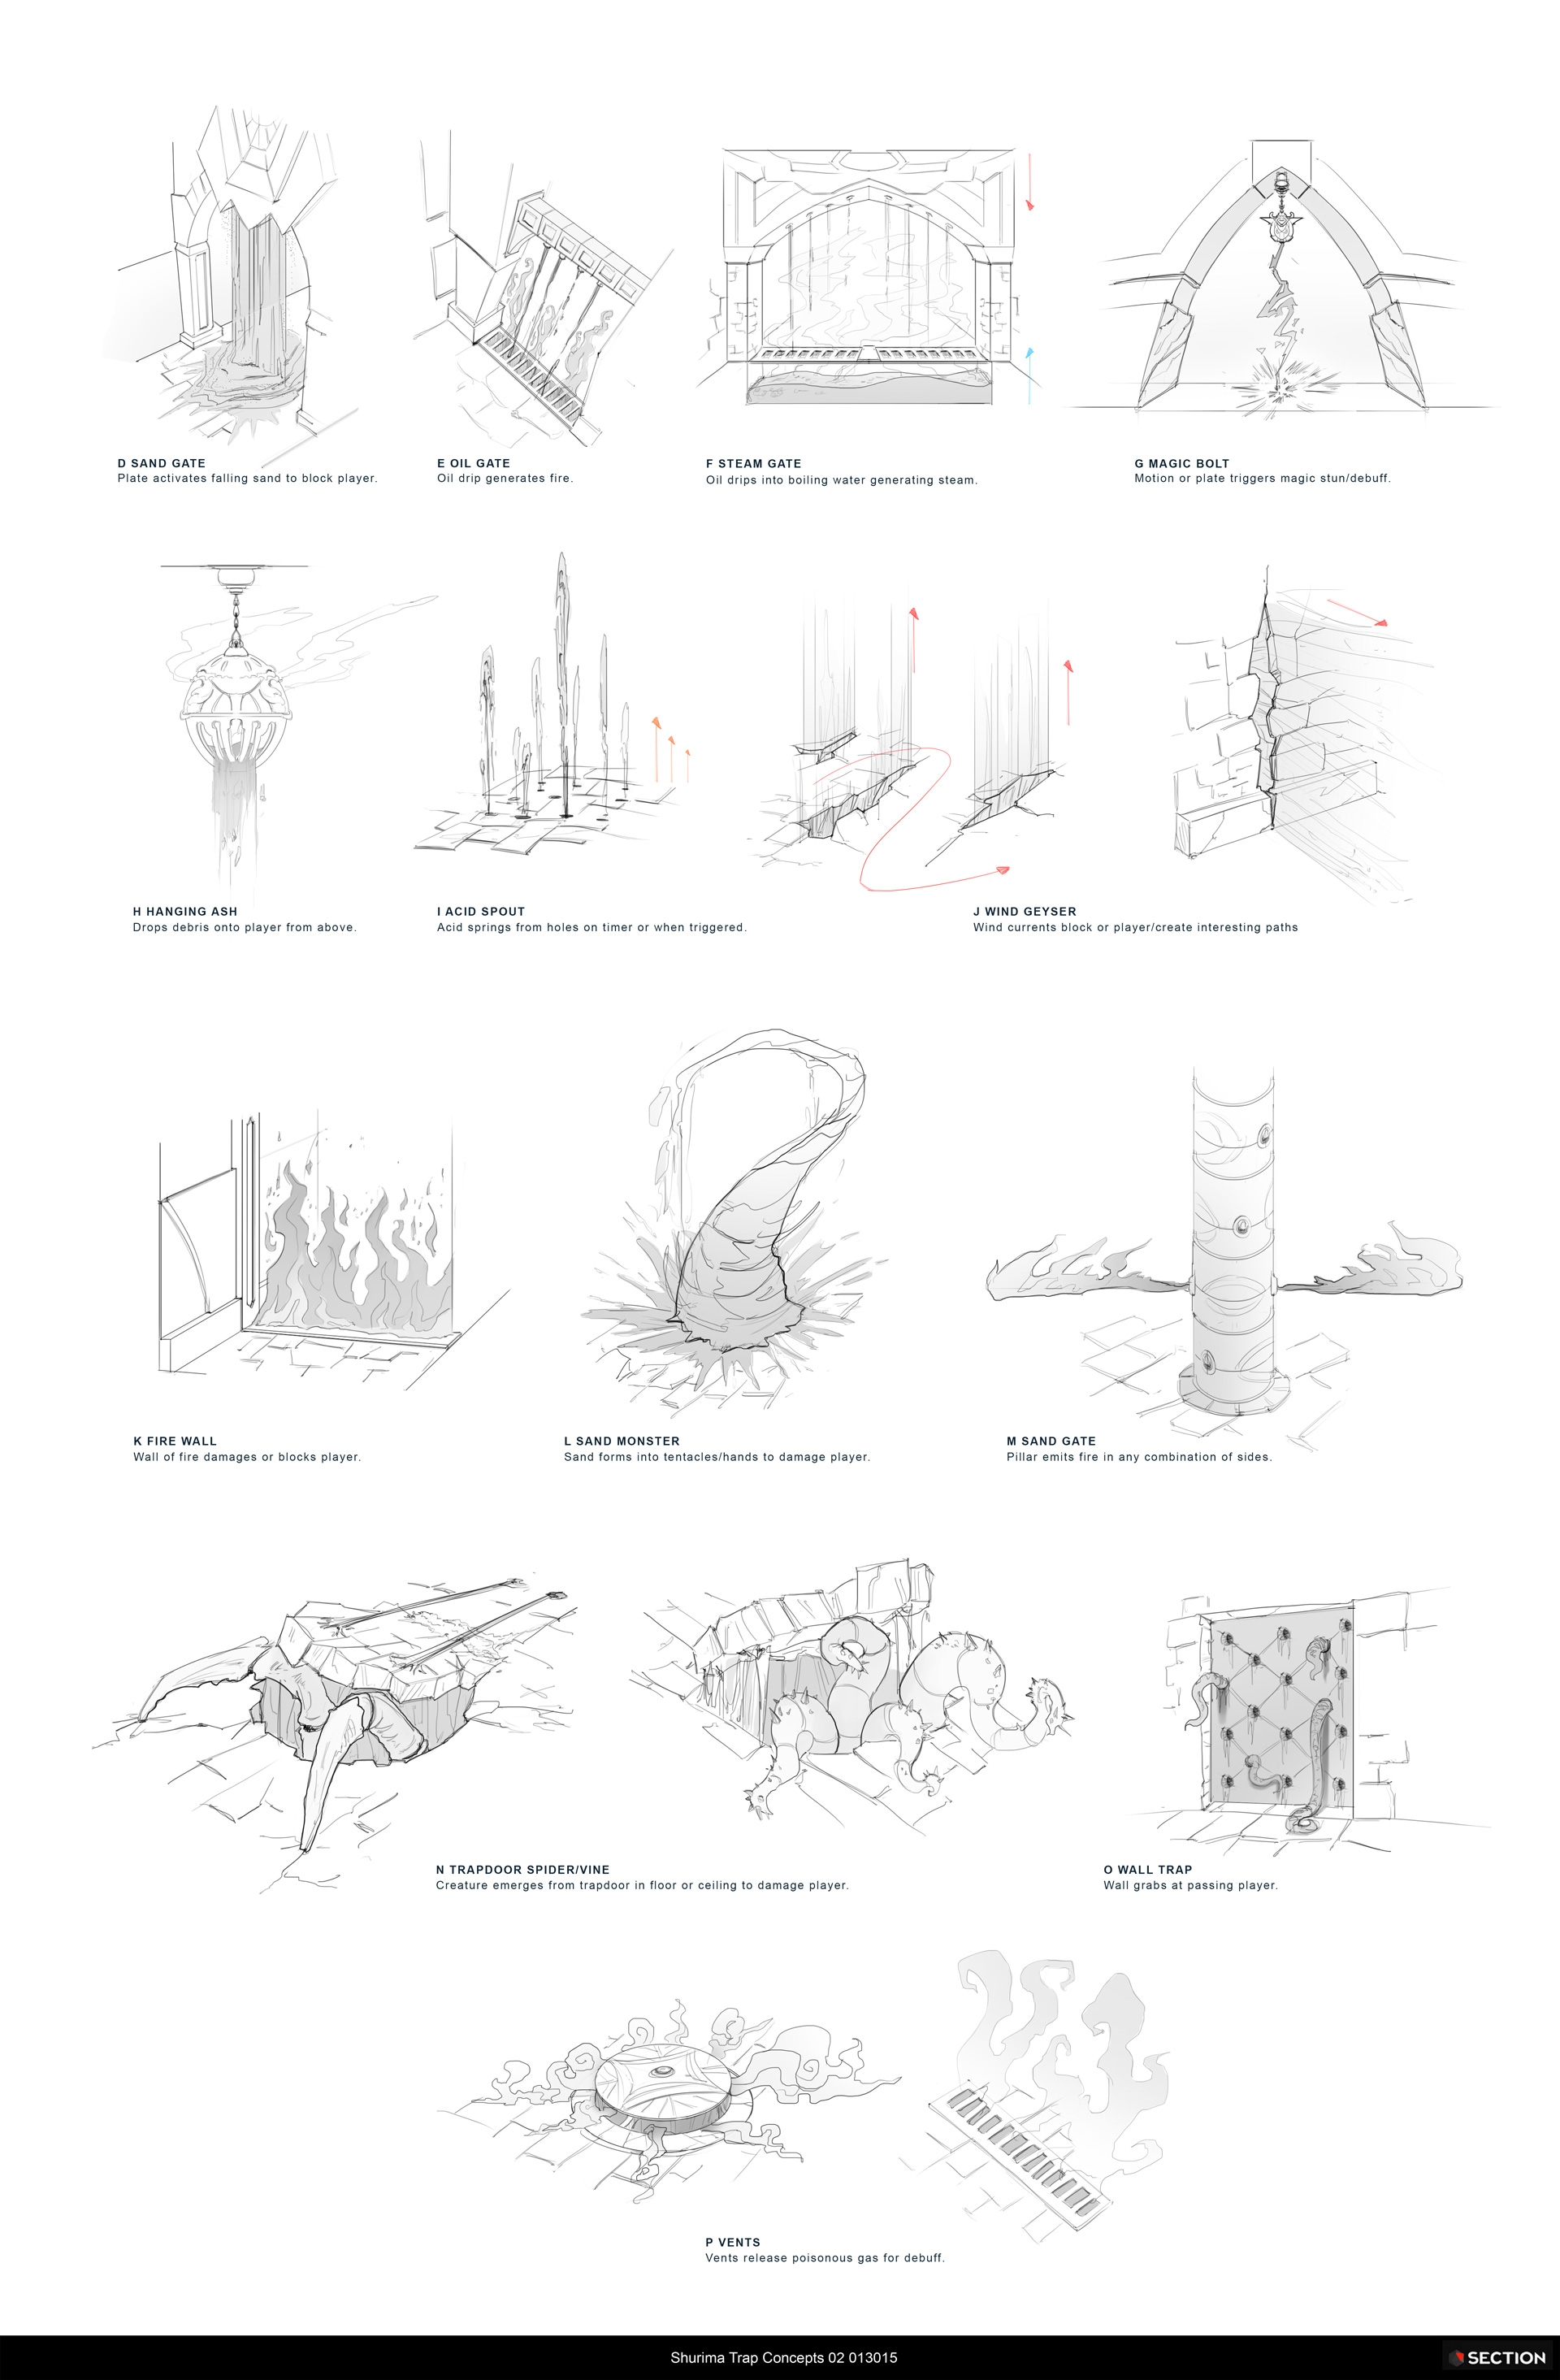 D SAND GATE
Plate activates falling sand to block player.
E OIL GATE
Oil drip generates fire.
F STEAM GATE
Oil drips into boiling water generating steam.
G MAGIC BOLT
Motion or plate triggers magic stun/debuff.
H HANGING ASH
Drops debris onto player from above.
I ACID SPOUT
Acid springs from holes on timer or when triggered.
J WIND GEYSER
Wind currents block or player/create interesting paths
K FIRE WALL
Wall of fire damages or blocks player.
L SAND MONSTER
Sand forms into tentacles/hands to damage player.
M SAND GATE
Pillar emits fire in any combination of sides.
N TRAPDOOR SPIDER/VINE
Creature emerges from trapdoor in floor or ceiling to damage player.
O WALL TRAP
Wall grabs at passing player.
P VENTS
Vents release poisonous gas for debuff.
Shurima Trap Concepts 02 013015
SECTION